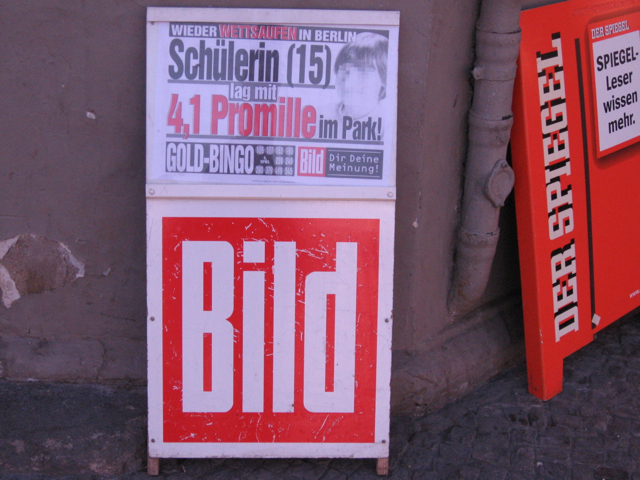 WIEDER WETTSAUFEN IN BERLIN
Schülerin (15)
lag mit
4,1 Promille im Park!
GOLD-BINGO
Bild
Dir Deine
Meinung!
Bild
DER SPIEGEL
DER SPIEGEL
SPIEGEL-
Leser
wissen
mehr.